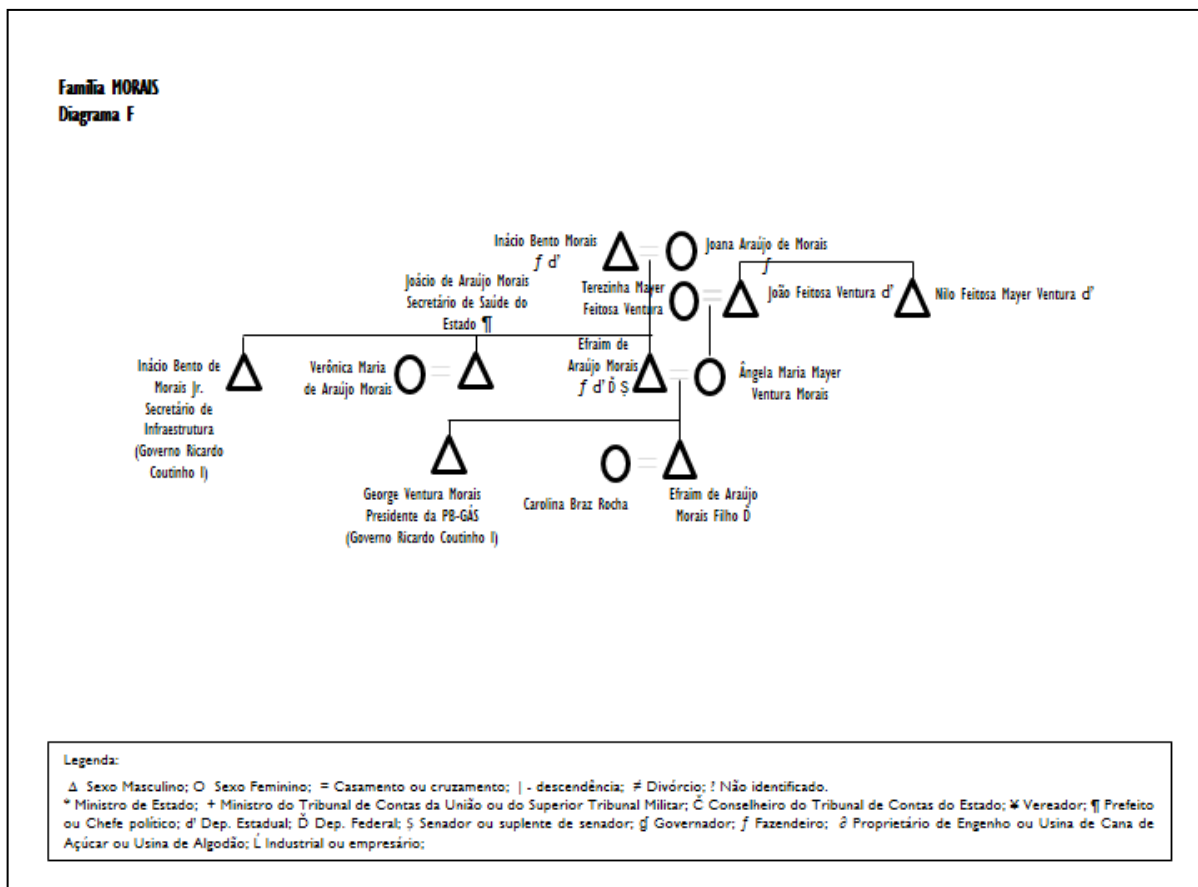 Família MORAIS
Diagrama F
Inácio Bento Morais
ƒ d'
Joana Araújo de Morais
ƒ
Joácio de Araújo Morais
Secretário de Saúde do
Estado ¶
Terezinha Mayer
Feitosa Ventura
João Feitosa Ventura d'
Nilo Feitosa Mayer Ventura d'
Inácio Bento de
Morais Jr.
Secretário de
Infraestrutura
(Governo Ricardo
Coutinho I)
Verônica Maria
de Araújo Morais
Efraim de
Araújo Morais
ƒ d' Ď Ş
Ângela Maria Mayer
Ventura Morais
George Ventura Morais
Presidente da PB-GÁS
(Governo Ricardo Coutinho I)
Carolina Braz Rocha
Efraim de Araújo
Morais Filho Ď
Legenda:
Δ Sexo Masculino; O Sexo Feminino; = Casamento ou cruzamento; | - descendência; ≠ Divórcio; ? Não identificado.
* Ministro de Estado; + Ministro do Tribunal de Contas da União ou do Superior Tribunal Militar; Č Conselheiro do Tribunal de Contas do Estado; ¥ Vereador; ¶ Prefeito
ou Chefe político; d' Dep. Estadual; Ď Dep. Federal; Ş Senador ou suplente de senador; ɠ Governador; ƒ Fazendeiro; ∂ Proprietário de Engenho ou Usina de Cana de
Açúcar ou Usina de Algodão; Ĺ Industrial ou empresário;